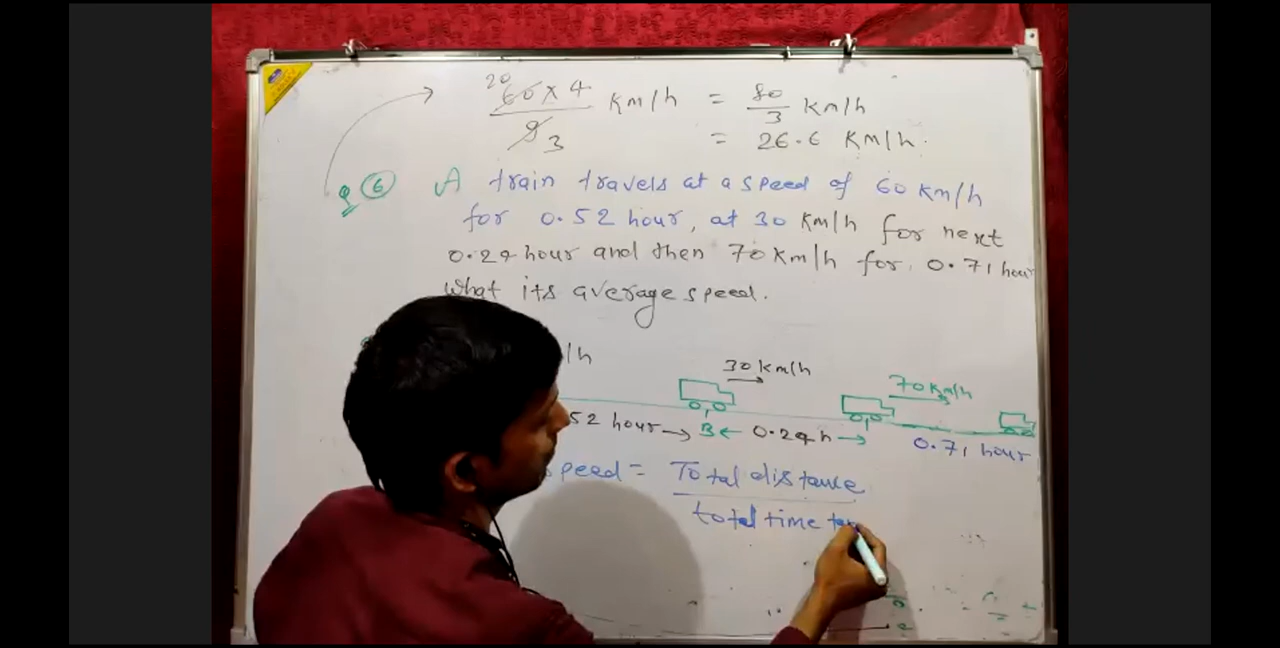 20
60 x 4 km/h = 80 km/h
9 3 3
= 26.6 km/h.
Q 6 A train travels at a speed of 60 km/h
for 0.52 hour, at 30 km/h for next
0.24 hour and then 70 km/h for 0.71 hour
what its average speed.
/h
30 km/h
70 km/h
52 hour → B ← 0.24 h →
0.71 hour
speed = Total distance
total time